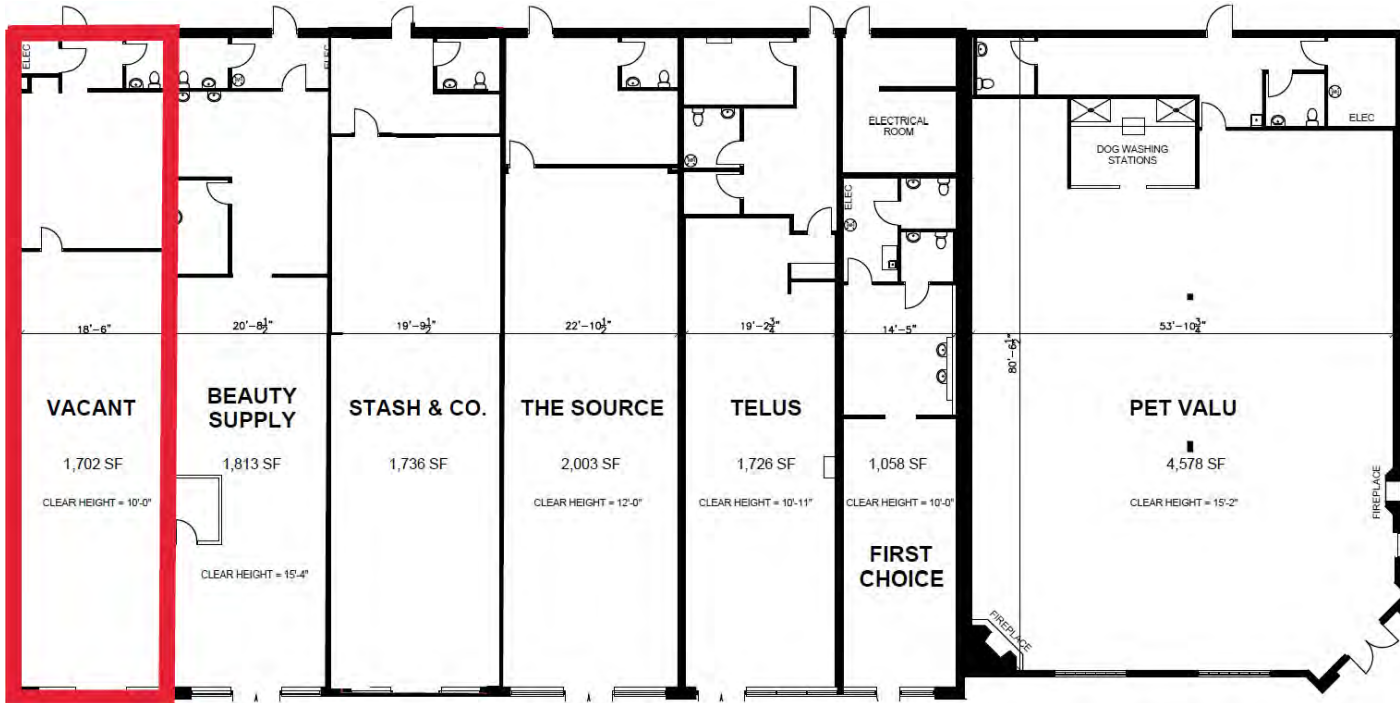 ELEC
ELEC
ELECTRICAL
ROOM
DOG WASHING
STATIONS
ELEC
ELEC
18'-6"
20'-8½"
19'-9½"
22'-10½"
19'-2¾"
14'-5"
53'-10¾"
80'-6½"
VACANT
1,702 SF
CLEAR HEIGHT = 10'-0"
BEAUTY
SUPPLY
1,813 SF
CLEAR HEIGHT = 15'-4"
STASH & CO.
1,736 SF
THE SOURCE
2,003 SF
CLEAR HEIGHT = 12'-0"
TELUS
1,726 SF
CLEAR HEIGHT = 10'-11"
1,058 SF
CLEAR HEIGHT = 10'-0"
FIRST
CHOICE
PET VALU
4,578 SF
CLEAR HEIGHT = 15'-2"
FIREPLACE
FIREPLACE